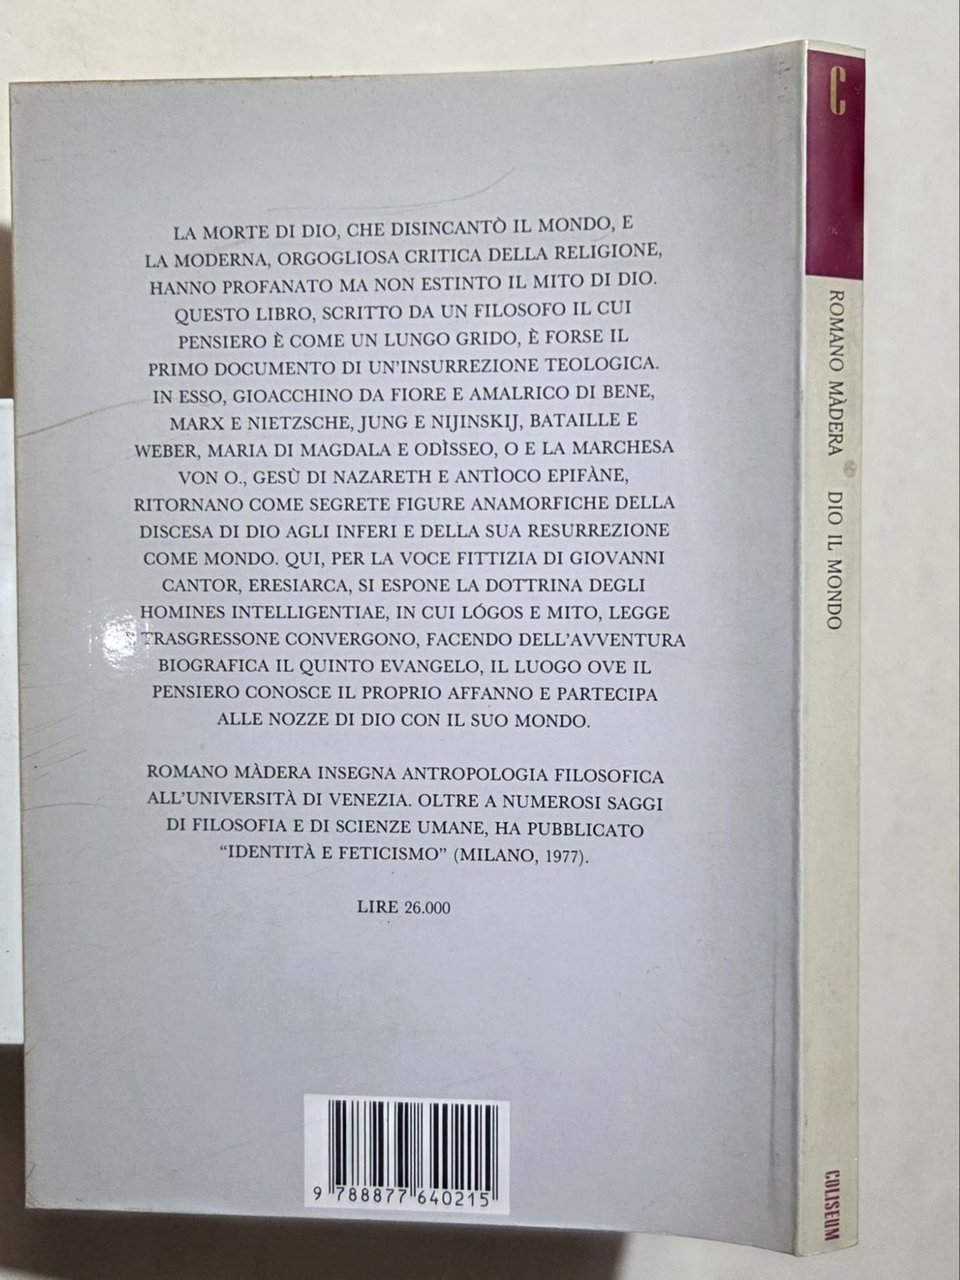 LA MORTE DI DIO, CHE DISINCANTÒ IL MONDO, E
LA MODERNA, ORGOGLIOSA CRITICA DELLA RELIGIONE,
HANNO PROFANATO MA NON ESTINTO IL MITO DI DIO.
QUESTO LIBRO, SCRITTO DA UN FILOSOFO IL CUI
PENSIERO È COME UN LUNGO GRIDO, È FORSE IL
PRIMO DOCUMENTO DI UN'INSURREZIONE TEOLOGICA.
IN ESSO, GIOACCHINO DA FIORE E AMALRICO DI BENE,
MARX E NIETZSCHE, JUNG E NIJINSKIJ, BATAILLE E
WEBER, MARIA DI MAGDALA E ODÌSSEO, O E LA MARCHESA
VON O., GESÙ DI NAZARETH E ANTÌOCO EPIFÀNE,
RITORNANO COME SEGRETE FIGURE ANAMORFICHE DELLA
DISCESA DI DIO AGLI INFERI E DELLA SUA RESURREZIONE
COME MONDO. QUI, PER LA VOCE FITTIZIA DI GIOVANNI
CANTOR, ERESIARCA, SI ESPONE LA DOTTRINA DEGLI
HOMINES INTELLIGENTIAE, IN CUI LÓGOS E MITO, LEGGE
TRASGRESSONE CONVERGONO, FACENDO DELL'AVVENTURA
BIOGRAFICA IL QUINTO EVANGELO, IL LUOGO OVE IL
PENSIERO CONOSCE IL PROPRIO AFFANNO E PARTECIPA
ALLE NOZZE DI DIO CON IL SUO MONDO.
ROMANO MÀDERA INSEGNA ANTROPOLOGIA FILOSOFICA
ALL'UNIVERSITÀ DI VENEZIA. OLTRE A NUMEROSI SAGGI
DI FILOSOFIA E DI SCIENZE UMANE, HA PUBBLICATO
“IDENTITÀ E FETICISMO” (MILANO, 1977).
LIRE 26.000
9 788877 640215
C
ROMANO MÀDERA DIO IL MONDO
COLISEUM